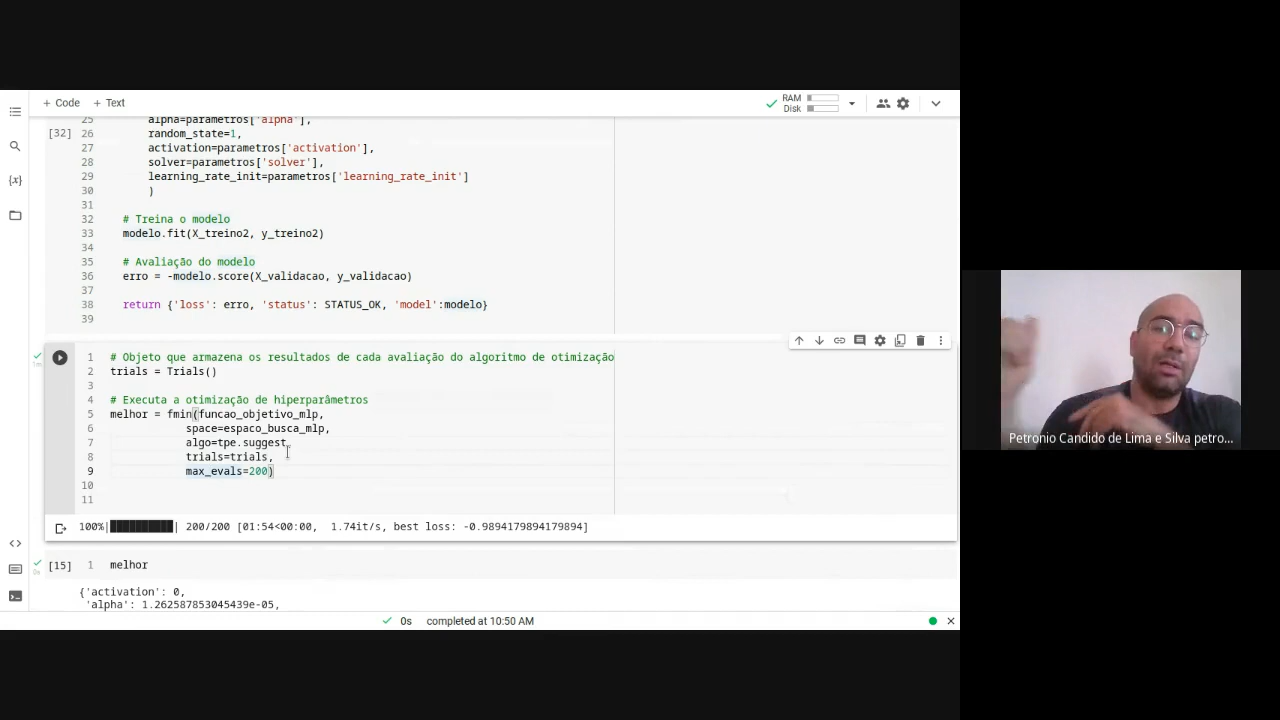 + Code + Text
RAM
Disk
25 alpha=parametros['alpha'],
[32] 26 random_state=1,
27 activation=parametros['activation'],
28 solver=parametros['solver'],
29 learning_rate_init=parametros['learning_rate_init']
30 )
31
32 # Treina o modelo
33 modelo.fit(X_treino2, y_treino2)
34
35 # Avaliação do modelo
36 erro = -modelo.score(X_validacao, y_validacao)
37
38 return {'loss': erro, 'status': STATUS_OK, 'model':modelo}
39
1 # Objeto que armazena os resultados de cada avaliação do algoritmo de otimização
2 trials = Trials()
3
4 # Executa a otimização de hiperparâmetros
5 melhor = fmin(funcao_objetivo_mlp,
6 space=espaco_busca_mlp,
7 algo=tpe.suggest,
8 trials=trials,
9 max_evals=200)
10
11
100%|██████████| 200/200 [01:54<00:00, 1.74it/s, best loss: -0.9894179894179894]
[15] 1 melhor
0s
{'activation': 0,
'alpha': 1.262587853045439e-05,
0s completed at 10:50 AM
Petronio Candido de Lima e Silva petro...